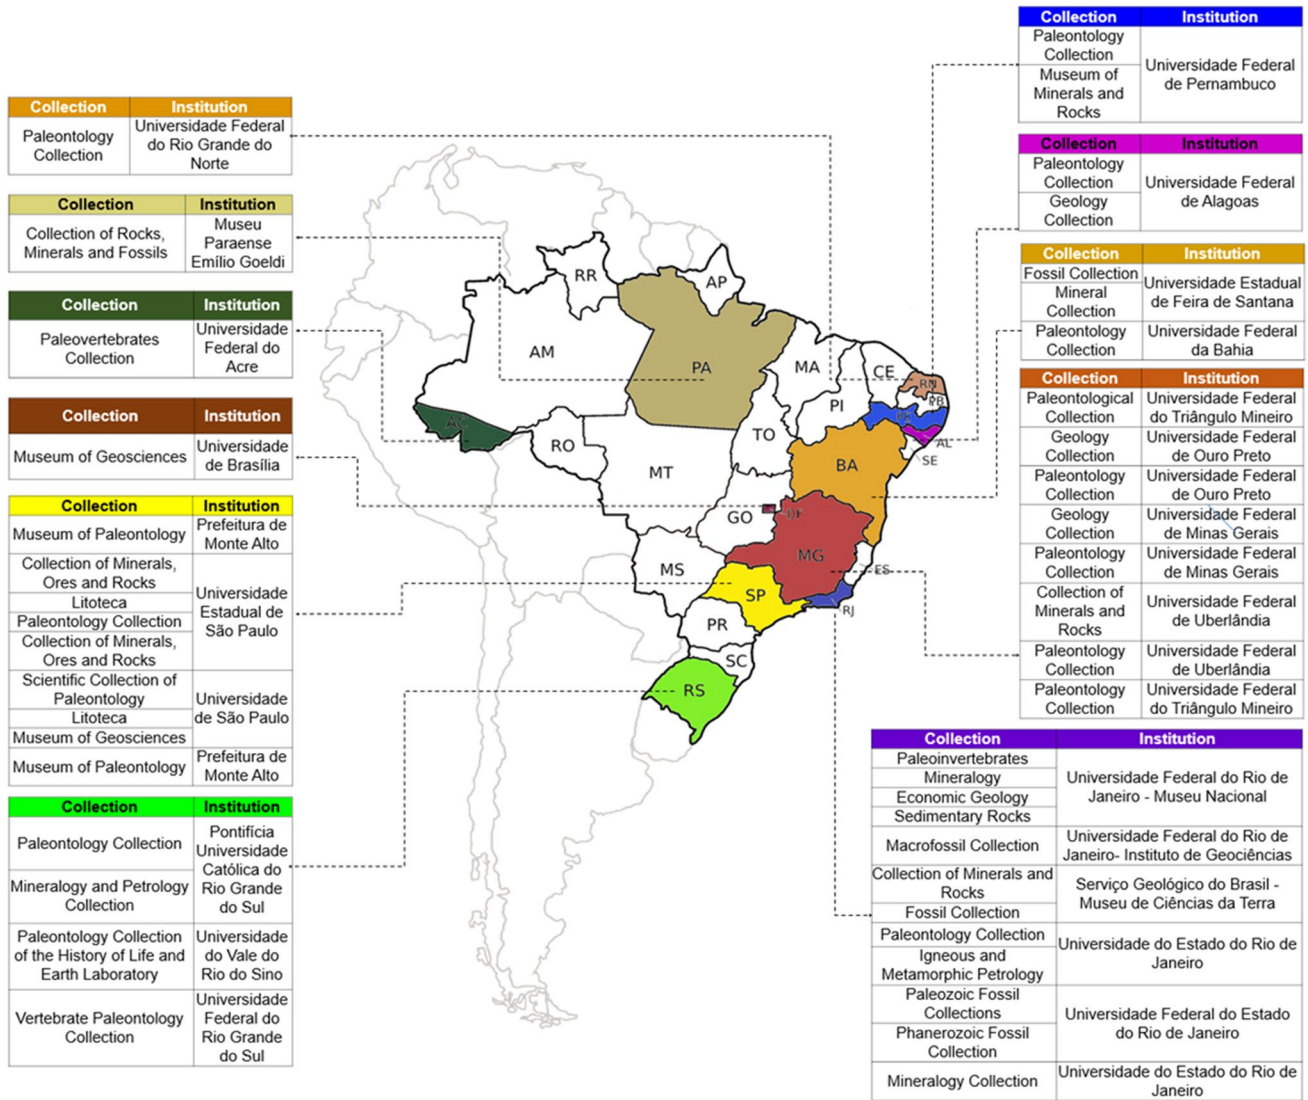 Collection Institution
Paleontology
Collection
Universidade Federal
do Rio Grande do
Norte
Collection Institution
Collection of Rocks,
Minerals and Fossils
Museu
Paraense
Emílio Goeldi
Collection Institution
Paleovertebrates
Collection
Universidade
Federal do
Acre
Collection Institution
Museum of Geosciences
Universidade
de Brasília
Collection Institution
Museum of Paleontology
Prefeitura de
Monte Alto
Collection of Minerals,
Ores and Rocks
Litoteca
Paleontology Collection
Collection of Minerals,
Ores and Rocks
Universidade
Estadual de
São Paulo
Scientific Collection of
Paleontology
Litoteca
Museum of Geosciences
Universidade
de São Paulo
Museum of Paleontology
Prefeitura de
Monte Alto
Collection Institution
Paleontology Collection
Mineralogy and Petrology
Collection
Pontifícia
Universidade
Católica do
Rio Grande
do Sul
Paleontology Collection
of the History of Life and
Earth Laboratory
Universidade
do Vale do
Rio do Sino
Vertebrate Paleontology
Collection
Universidade
Federal do
Rio Grande
do Sul
RR
AP
AM
PA
MA
CE
RN
PB
PI
PE
AL
SE
AC
RO
TO
BA
MT
GO
DF
MG
ES
MS
SP
RJ
PR
SC
RS
Collection Institution
Paleontology
Collection
Museum of
Minerals and
Rocks
Universidade Federal
de Pernambuco
Collection Institution
Paleontology
Collection
Geology
Collection
Universidade Federal
de Alagoas
Collection Institution
Fossil Collection
Mineral
Collection
Universidade Estadual
de Feira de Santana
Paleontology
Collection
Universidade Federal
da Bahia
Collection Institution
Paleontological
Collection
Universidade Federal
do Triângulo Mineiro
Geology
Collection
Universidade Federal
de Ouro Preto
Paleontology
Collection
Universidade Federal
de Ouro Preto
Geology
Collection
Universidade Federal
de Minas Gerais
Paleontology
Collection
Universidade Federal
de Minas Gerais
Collection of
Minerals and
Rocks
Universidade Federal
de Uberlândia
Paleontology
Collection
Universidade Federal
de Uberlândia
Paleontology
Collection
Universidade Federal
do Triângulo Mineiro
Collection Institution
Paleoinvertebrates
Mineralogy
Economic Geology
Sedimentary Rocks
Universidade Federal do Rio de
Janeiro - Museu Nacional
Macrofossil Collection
Universidade Federal do Rio de
Janeiro- Instituto de Geociências
Collection of Minerals and
Rocks
Fossil Collection
Serviço Geológico do Brasil -
Museu de Ciências da Terra
Paleontology Collection
Igneous and
Metamorphic Petrology
Universidade do Estado do Rio de
Janeiro
Paleozoic Fossil
Collections
Phanerozoic Fossil
Collection
Universidade Federal do Estado
do Rio de Janeiro
Mineralogy Collection
Universidade do Estado do Rio de
Janeiro